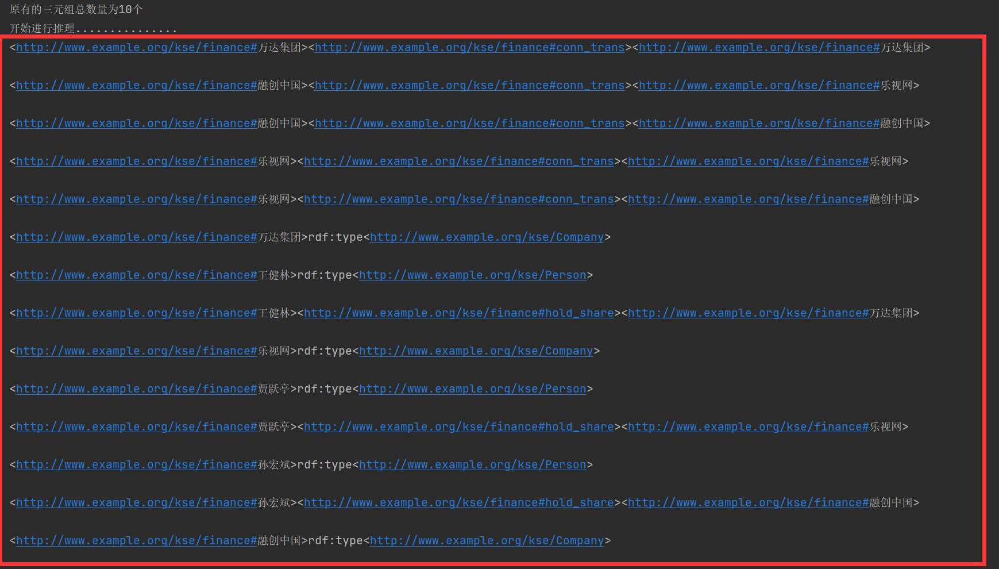 原有的三元组总数量为10个
开始进行推理...............
<http://www.example.org/kse/finance#万达集团><http://www.example.org/kse/finance#conn_trans><http://www.example.org/kse/finance#万达集团>
<http://www.example.org/kse/finance#融创中国><http://www.example.org/kse/finance#conn_trans><http://www.example.org/kse/finance#乐视网>
<http://www.example.org/kse/finance#融创中国><http://www.example.org/kse/finance#conn_trans><http://www.example.org/kse/finance#融创中国>
<http://www.example.org/kse/finance#乐视网><http://www.example.org/kse/finance#conn_trans><http://www.example.org/kse/finance#乐视网>
<http://www.example.org/kse/finance#乐视网><http://www.example.org/kse/finance#conn_trans><http://www.example.org/kse/finance#融创中国>
<http://www.example.org/kse/finance#万达集团>rdf:type<http://www.example.org/kse/Company>
<http://www.example.org/kse/finance#王健林>rdf:type<http://www.example.org/kse/Person>
<http://www.example.org/kse/finance#王健林><http://www.example.org/kse/finance#hold_share><http://www.example.org/kse/finance#万达集团>
<http://www.example.org/kse/finance#乐视网>rdf:type<http://www.example.org/kse/Company>
<http://www.example.org/kse/finance#贾跃亭>rdf:type<http://www.example.org/kse/Person>
<http://www.example.org/kse/finance#贾跃亭><http://www.example.org/kse/finance#hold_share><http://www.example.org/kse/finance#乐视网>
<http://www.example.org/kse/finance#孙宏斌>rdf:type<http://www.example.org/kse/Person>
<http://www.example.org/kse/finance#孙宏斌><http://www.example.org/kse/finance#hold_share><http://www.example.org/kse/finance#融创中国>
<http://www.example.org/kse/finance#融创中国>rdf:type<http://www.example.org/kse/Company>